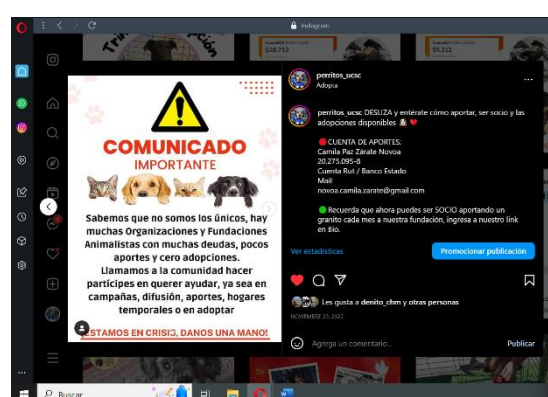 Instagram
$28.712
$5.212
perritos_ucsc
Adopta
COMUNICADO
IMPORTANTE
Sabemos que no somos los únicos, hay
muchas Organizaciones y Fundaciones
Animalistas con muchas deudas, pocos
aportes y cero adopciones.
Llamamos a la comunidad hacer
partícipes en querer ayudar, ya sea en
campañas, difusión, aportes, hogares
temporales o en adoptar
¡ESTAMOS EN CRISIS, DANOS UNA MANO!
perritos_ucsc DESLIZA y entérate cómo aportar, ser socio y las
adopciones disponibles
CUENTA DE APORTES:
Camila Paz Zárate Novoa
20.275.095-8
Cuenta Rut / Banco Estado
Mail:
novoa.camila.zarate@gmail.com
Recuerda que ahora puedes ser SOCIO aportando un
granito cada mes a nuestra fundación, ingresa a nuestro link
en Bio.
Ver estadísticas
Promocionar publicación
Les gusta a denito_chm y otras personas
NOVIEMBRE 20, 2022
Agrega un comentario...
Publicar
Buscar